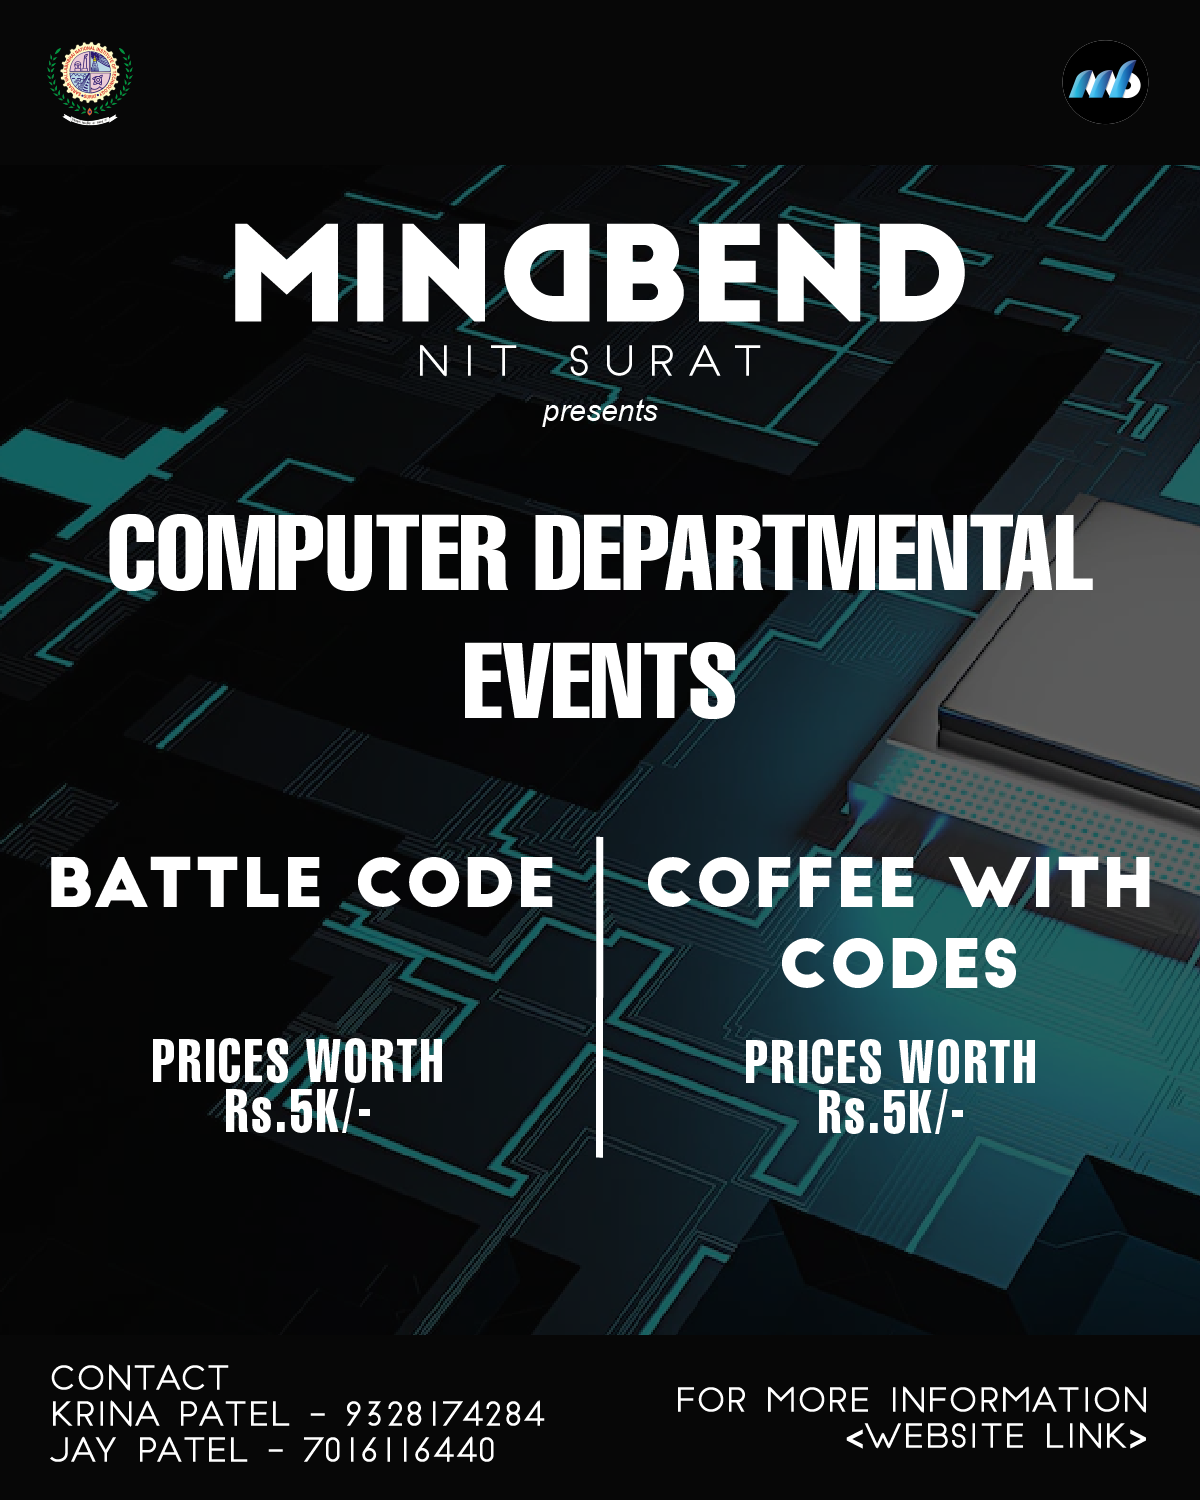 MINDBEND
NIT SURAT
presents
COMPUTER DEPARTMENTAL
EVENTS
BATTLE CODE
PRICES WORTH
Rs.5K/-
COFFEE WITH
CODES
PRICES WORTH
Rs.5K/-
CONTACT
KRINA PATEL - 9328174284
JAY PATEL - 7016116440
FOR MORE INFORMATION
<WEBSITE LINK>
mb